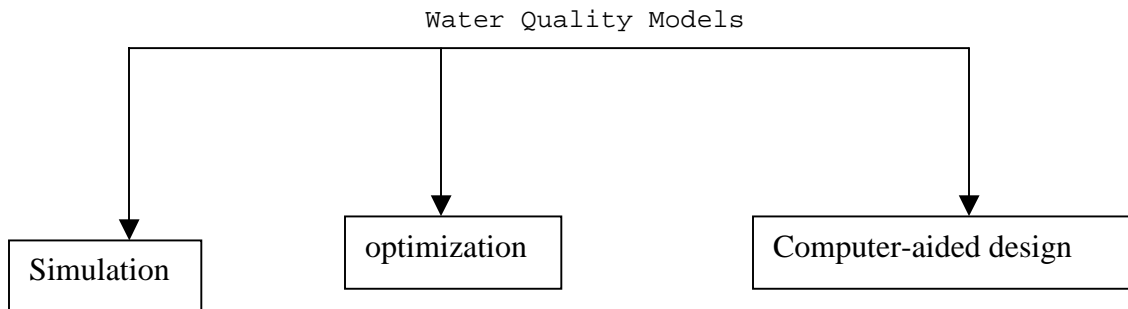 Water Quality Models
Simulation
optimization
Computer-aided design